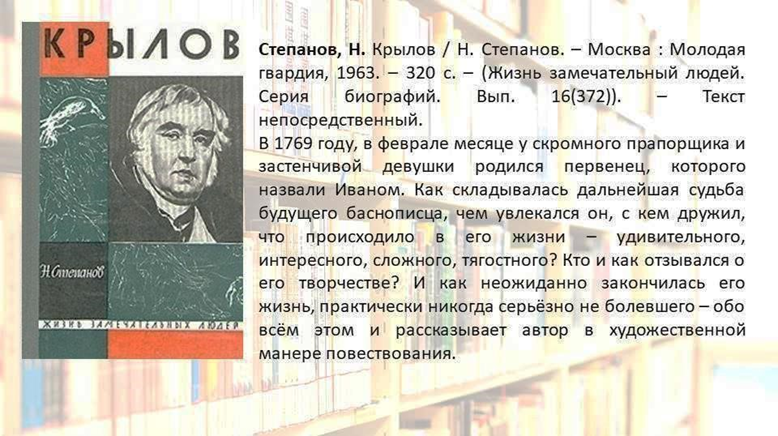 КРЫЛОВ
Н. Степанов
ЖИЗНЬ ЗАМЕЧАТЕЛЬНЫХ ЛЮДЕЙ
Степанов, Н. Крылов / Н. Степанов. – Москва : Молодая
гвардия, 1963. – 320 с. – (Жизнь замечательный людей.
Серия биографий. Вып. 16(372)). – Текст
непосредственный.
В 1769 году, в феврале месяце у скромного прапорщика и
застенчивой девушки родился первенец, которого
назвали Иваном. Как складывалась дальнейшая судьба
будущего баснописца, чем увлекался он, с кем дружил,
что происходило в его жизни – удивительного,
интересного, сложного, тягостного? Кто и как отзывался о
его творчестве? И как неожиданно закончилась его
жизнь, практически никогда серьёзно не болевшего – обо
всём этом и рассказывает автор в художественной
манере повествования.